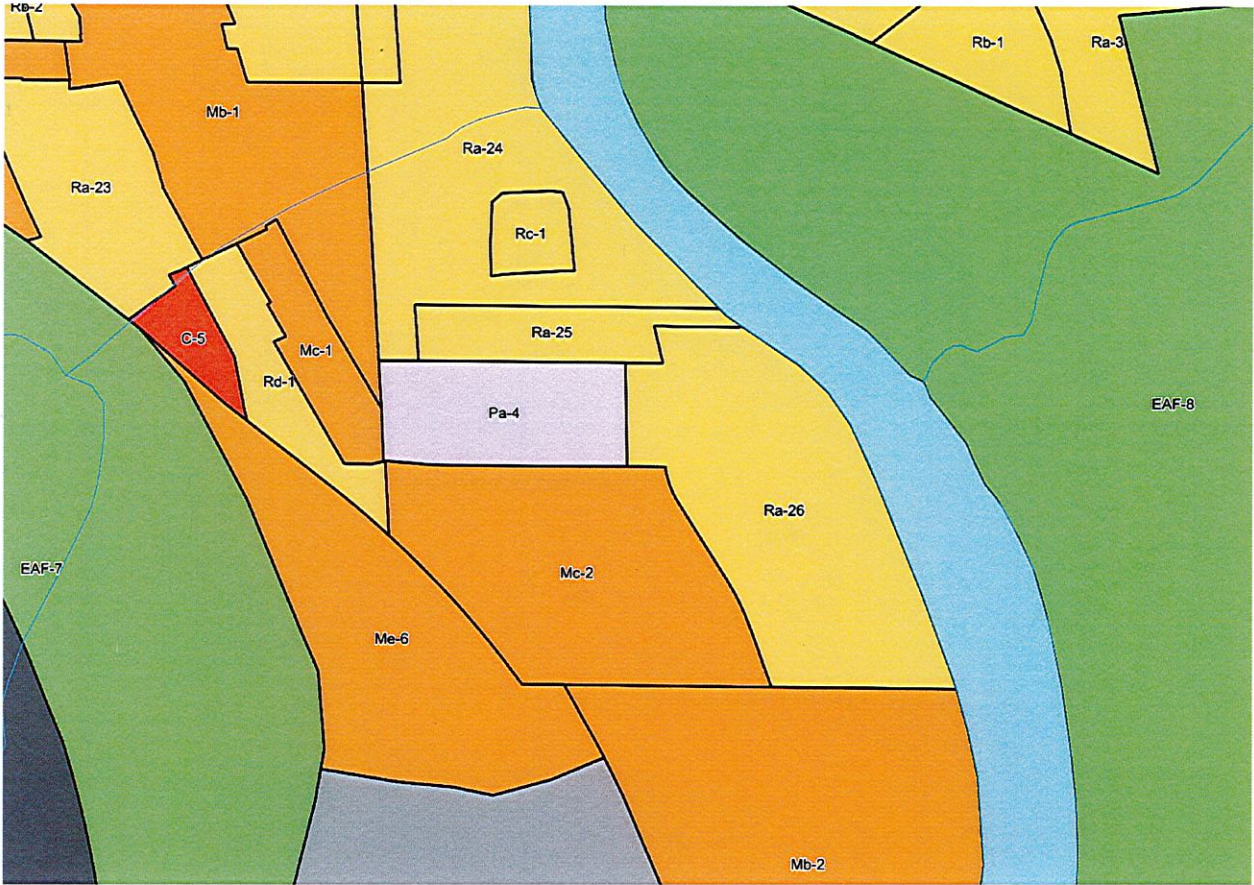 Rb-2
Rb-1
Ra-3
Mb-1
Ra-24
Ra-23
Rc-1
Ra-25
C-5
Mc-1
Rd-1
Pa-4
EAF-8
Ra-26
EAF-7
Mc-2
Me-6
Mb-2